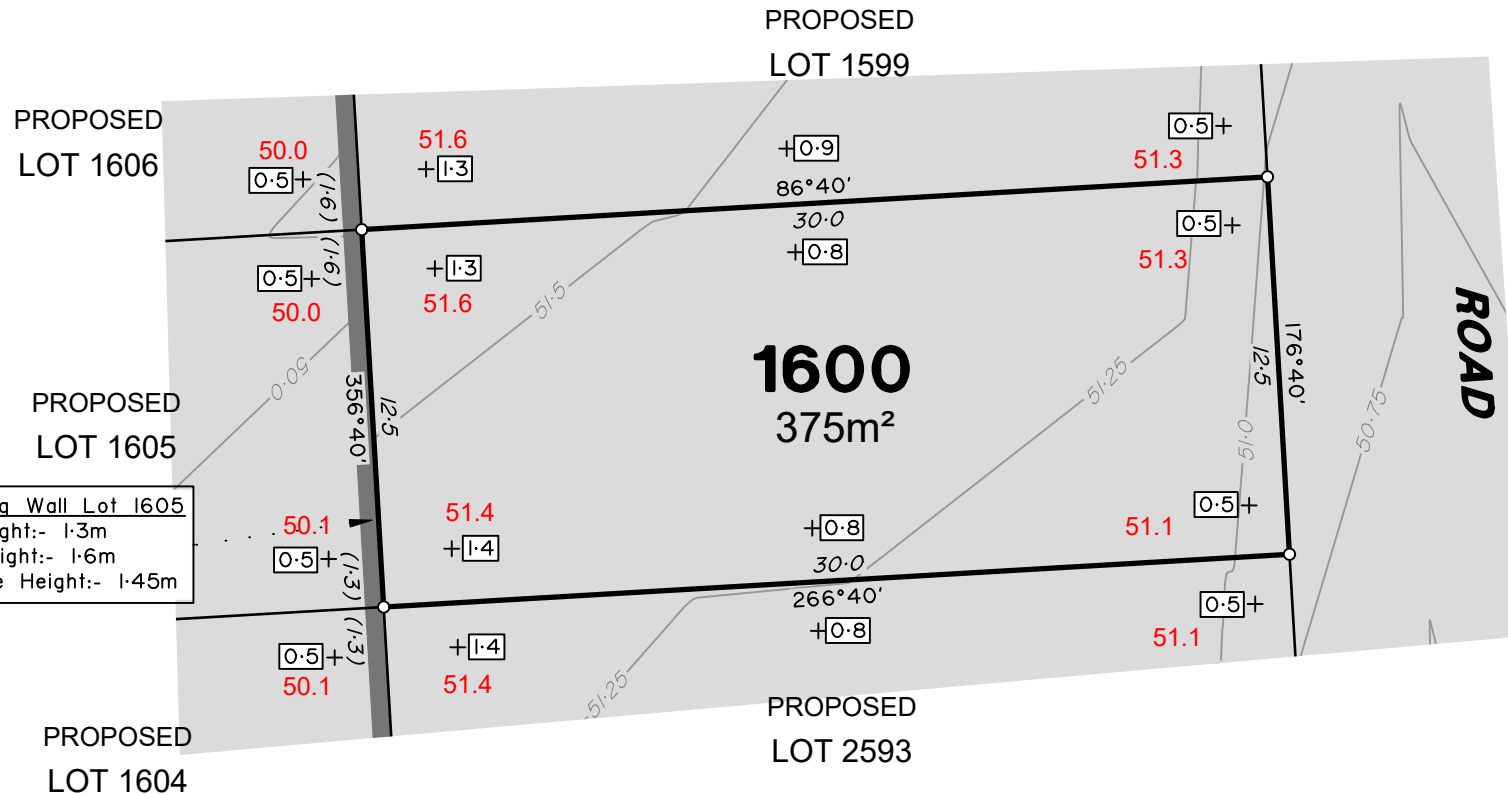 PROPOSED
LOT 1599
PROPOSED
LOT 1606
50.0
0·5
(1·6)
51.6
1·3
0·9
86°40'
30·0
0·8
0·5
51.3
0·5
51.3
0·5
50.0
(1·6)
1·3
51.6
51·5
50·0
356°40'
12·5
1600
375m²
51·25
51·0
12·5
176°40'
50·75
ROAD
PROPOSED
LOT 1605
Wall Lot 1605
1·3m
1·6m
Height:- 1·45m
50.1
0·5
(1·3)
51.4
1·4
0·8
30·0
266°40'
0·8
51.1
0·5
0·5
51.1
0·5
50.1
(1·3)
1·4
51.4
51·25
PROPOSED
LOT 2593
PROPOSED
LOT 1604